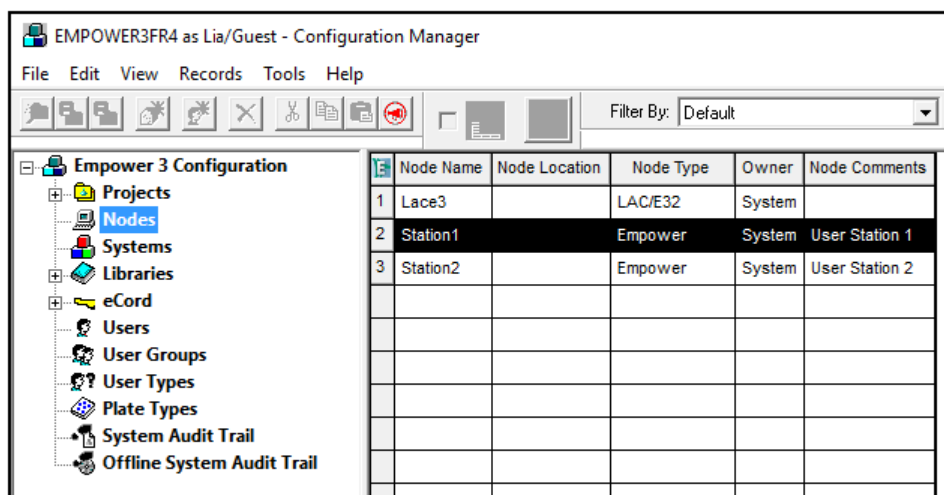 EMPOWER3FR4 as Lia/Guest - Configuration Manager
File Edit View Records Tools Help
Filter By: Default
Empower 3 Configuration
Projects
Nodes
Systems
Libraries
eCord
Users
User Groups
User Types
Plate Types
System Audit Trail
Offline System Audit Trail
Node Name Node Location Node Type Owner Node Comments
1 Lace3 LAC/E32 System
2 Station1 Empower System User Station 1
3 Station2 Empower System User Station 2